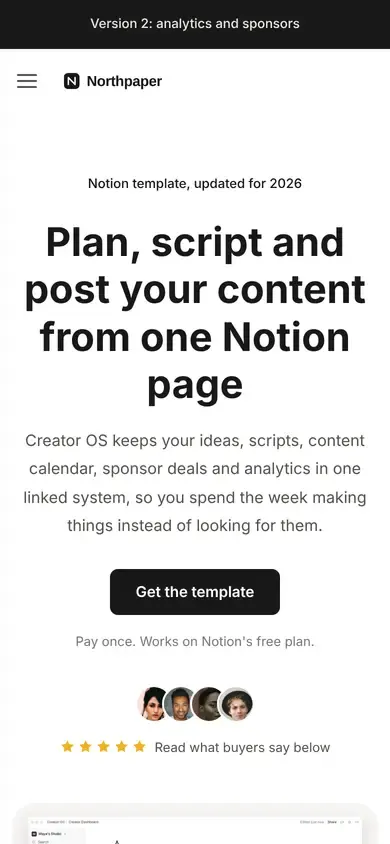 Version 2: analytics and sponsors
Northpaper
Notion template, updated for 2026
Plan, script and
post your content
from one Notion
page
Creator OS keeps your ideas, scripts, content
calendar, sponsor deals and analytics in one
linked system, so you spend the week making
things instead of looking for them.
Get the template
Pay once. Works on Notion's free plan.
Read what buyers say below
Share
Search